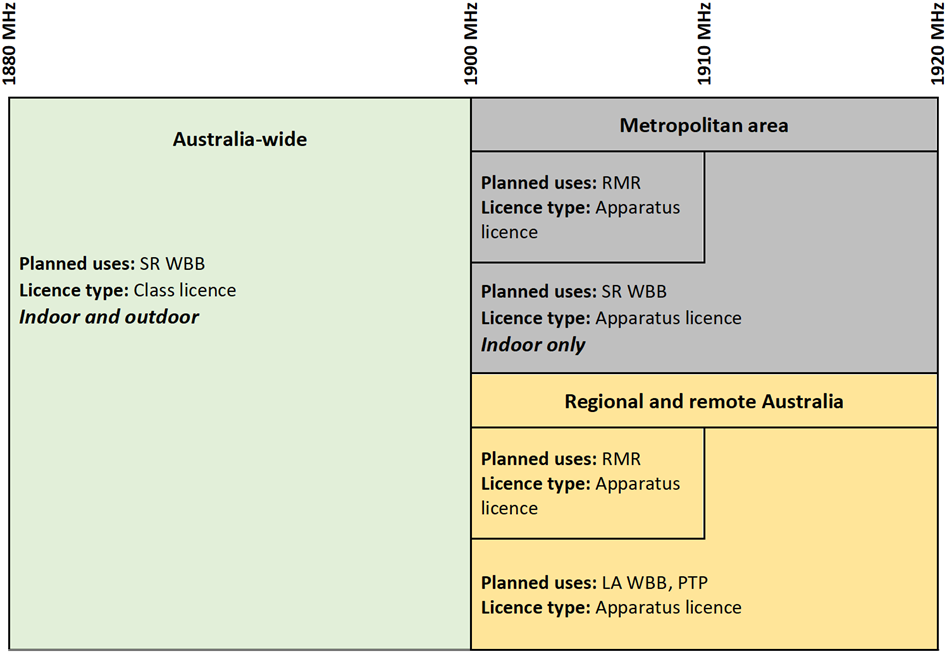 1880 MHz
1900 MHz
1910 MHz
1920 MHz
Australia-wide
Planned uses: SR WBB
Licence type: Class licence
Indoor and outdoor
Metropolitan area
Planned uses: RMR
Licence type: Apparatus
licence
Planned uses: SR WBB
Licence type: Apparatus licence
Indoor only
Regional and remote Australia
Planned uses: RMR
Licence type: Apparatus
licence
Planned uses: LA WBB, PTP
Licence type: Apparatus licence